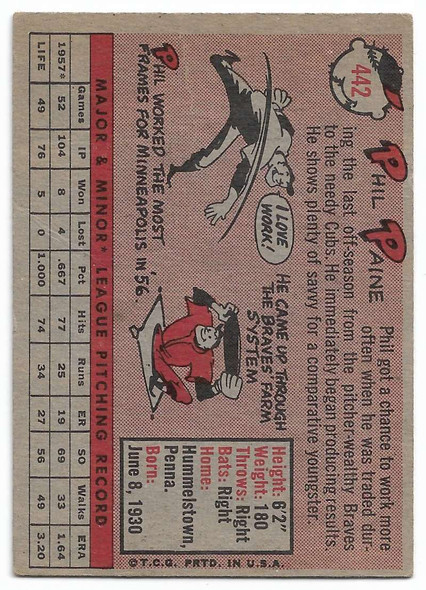 442
PHIL PAINE
Phil got a chance to work more
often when he was traded dur-
ing the last off-season from the pitcher-wealthy Braves
to the needy Cubs. He immediately began producing results.
He shows plenty of savvy for a comparative youngster.
PHIL WORKED THE MOST
FRAMES FOR MINNEAPOLIS IN '56.
I LOVE
WORK!
HE CAME UP THROUGH
THE BRAVES FARM
SYSTEM
Height: 6'2"
Weight: 180
Throws: Right
Bats: Right
Home:
Hummelstown,
Penna.
Born:
June 8, 1930
MAJOR & MINOR* LEAGUE PITCHING RECORD
Games IP Won Lost Pct Hits Runs ER SO Walks ERA
1957* 52 104 8 4 .667 77 25 19 69 33 1.64
LIFE 49 76 5 0 1.000 74 34 27 56 49 3.20
© T.C.G. PRTD. IN U.S.A.